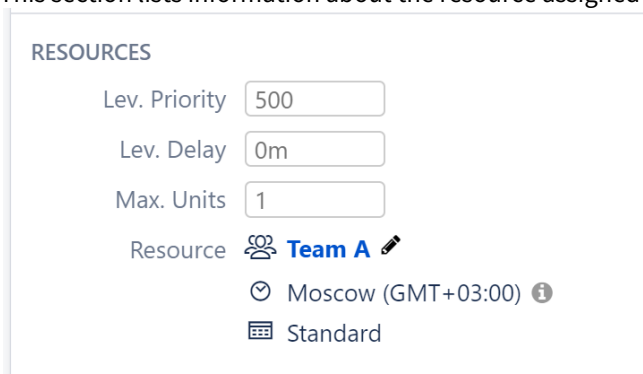 This section lists information about the resource assigned
RESOURCES
Lev. Priority 500
Lev. Delay 0m
Max. Units 1
Resource Team A
Moscow (GMT+03:00)
Standard